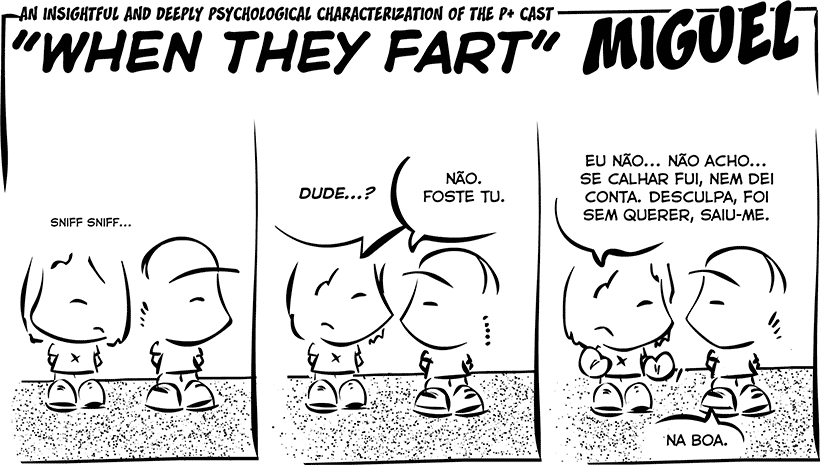 AN INSIGHTFUL AND DEEPLY PSYCHOLOGICAL CHARACTERIZATION OF THE P+ CAST
"WHEN THEY FART" MIGUEL
SNIFF SNIFF...
DUDE...?
NÃO.
FOSTE TU.
EU NÃO... NÃO ACHO...
SE CALHAR FUI, NEM DEI
CONTA. DESCULPA, FOI
SEM QUERER, SAIU-ME.
NA BOA.